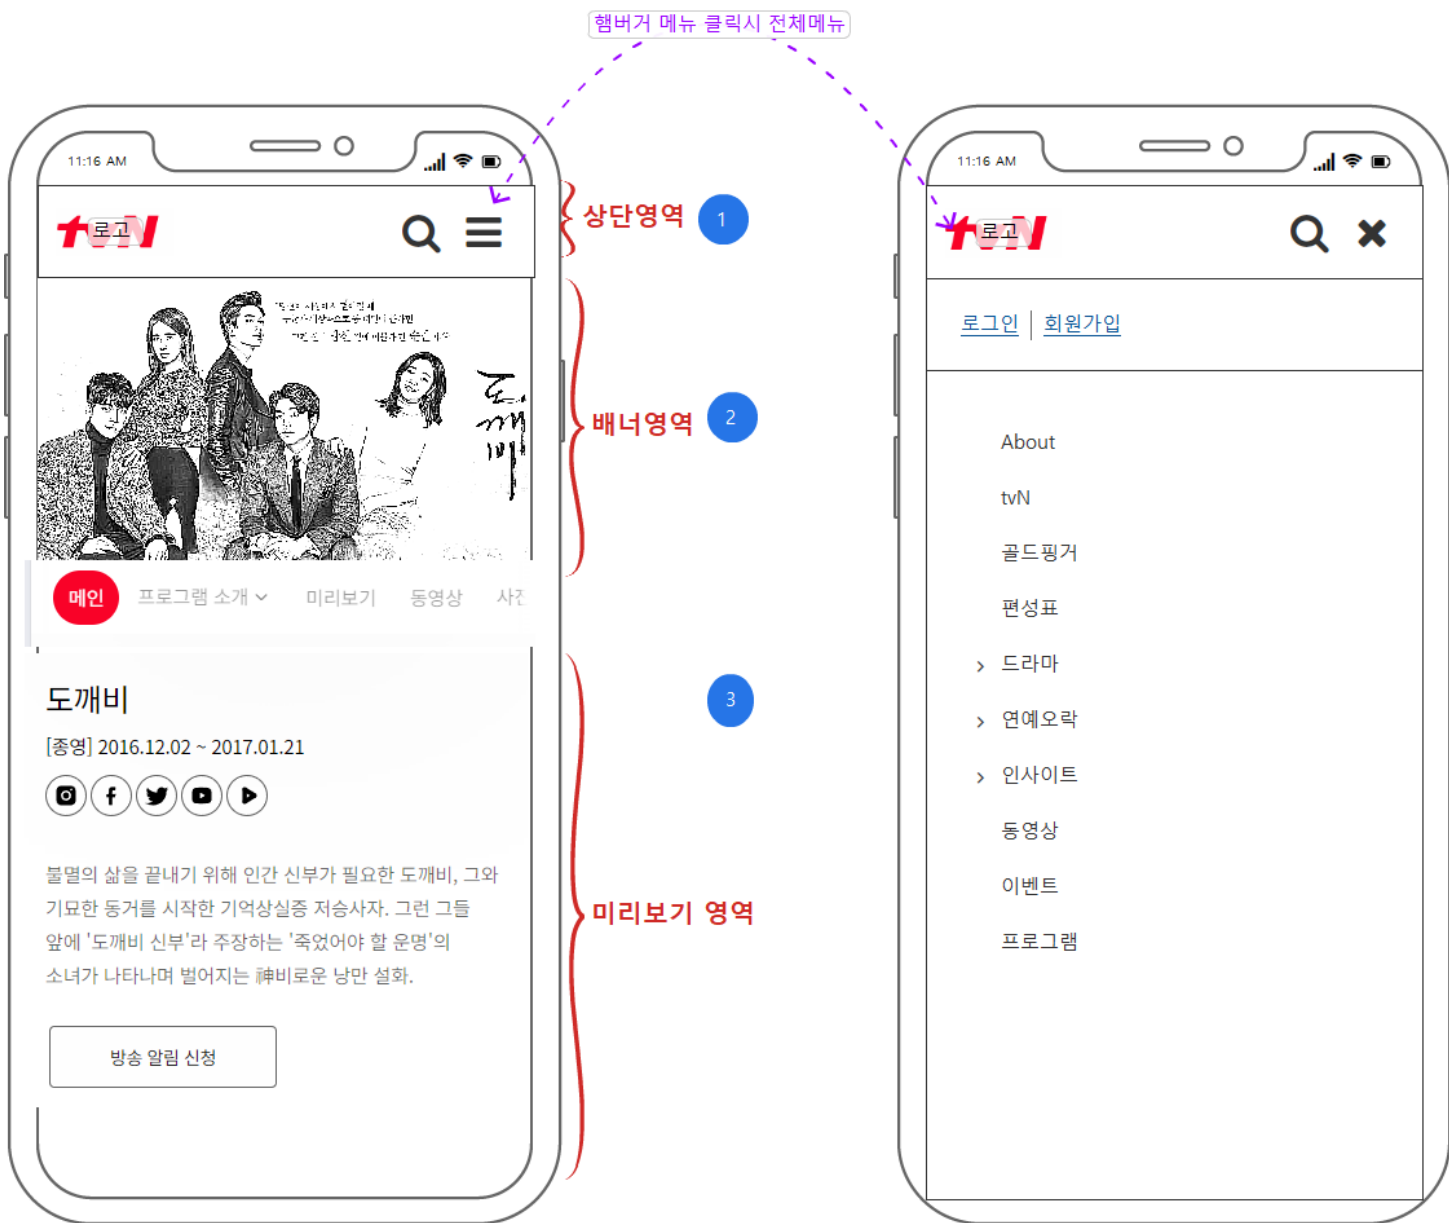 햄버거 메뉴 클릭시 전체메뉴
11:16 AM
tvN
로고
상단영역
1
배너영역
2
도깨비
메인
프로그램 소개
미리보기
동영상
도깨비
[종영] 2016.12.02 ~ 2017.01.21
3
불멸의 삶을 끝내기 위해 인간 신부가 필요한 도깨비, 그와
기묘한 동거를 시작한 기억상실증 저승사자. 그런 그들
앞에 '도깨비 신부'라 주장하는 '죽었어야 할 운명'의
소녀가 나타나며 벌어지는 神비로운 낭만 설화.
미리보기 영역
방송 알림 신청
11:16 AM
tvN
로고
로그인 | 회원가입
About
tvN
골드핑거
편성표
드라마
연예오락
인사이트
동영상
이벤트
프로그램